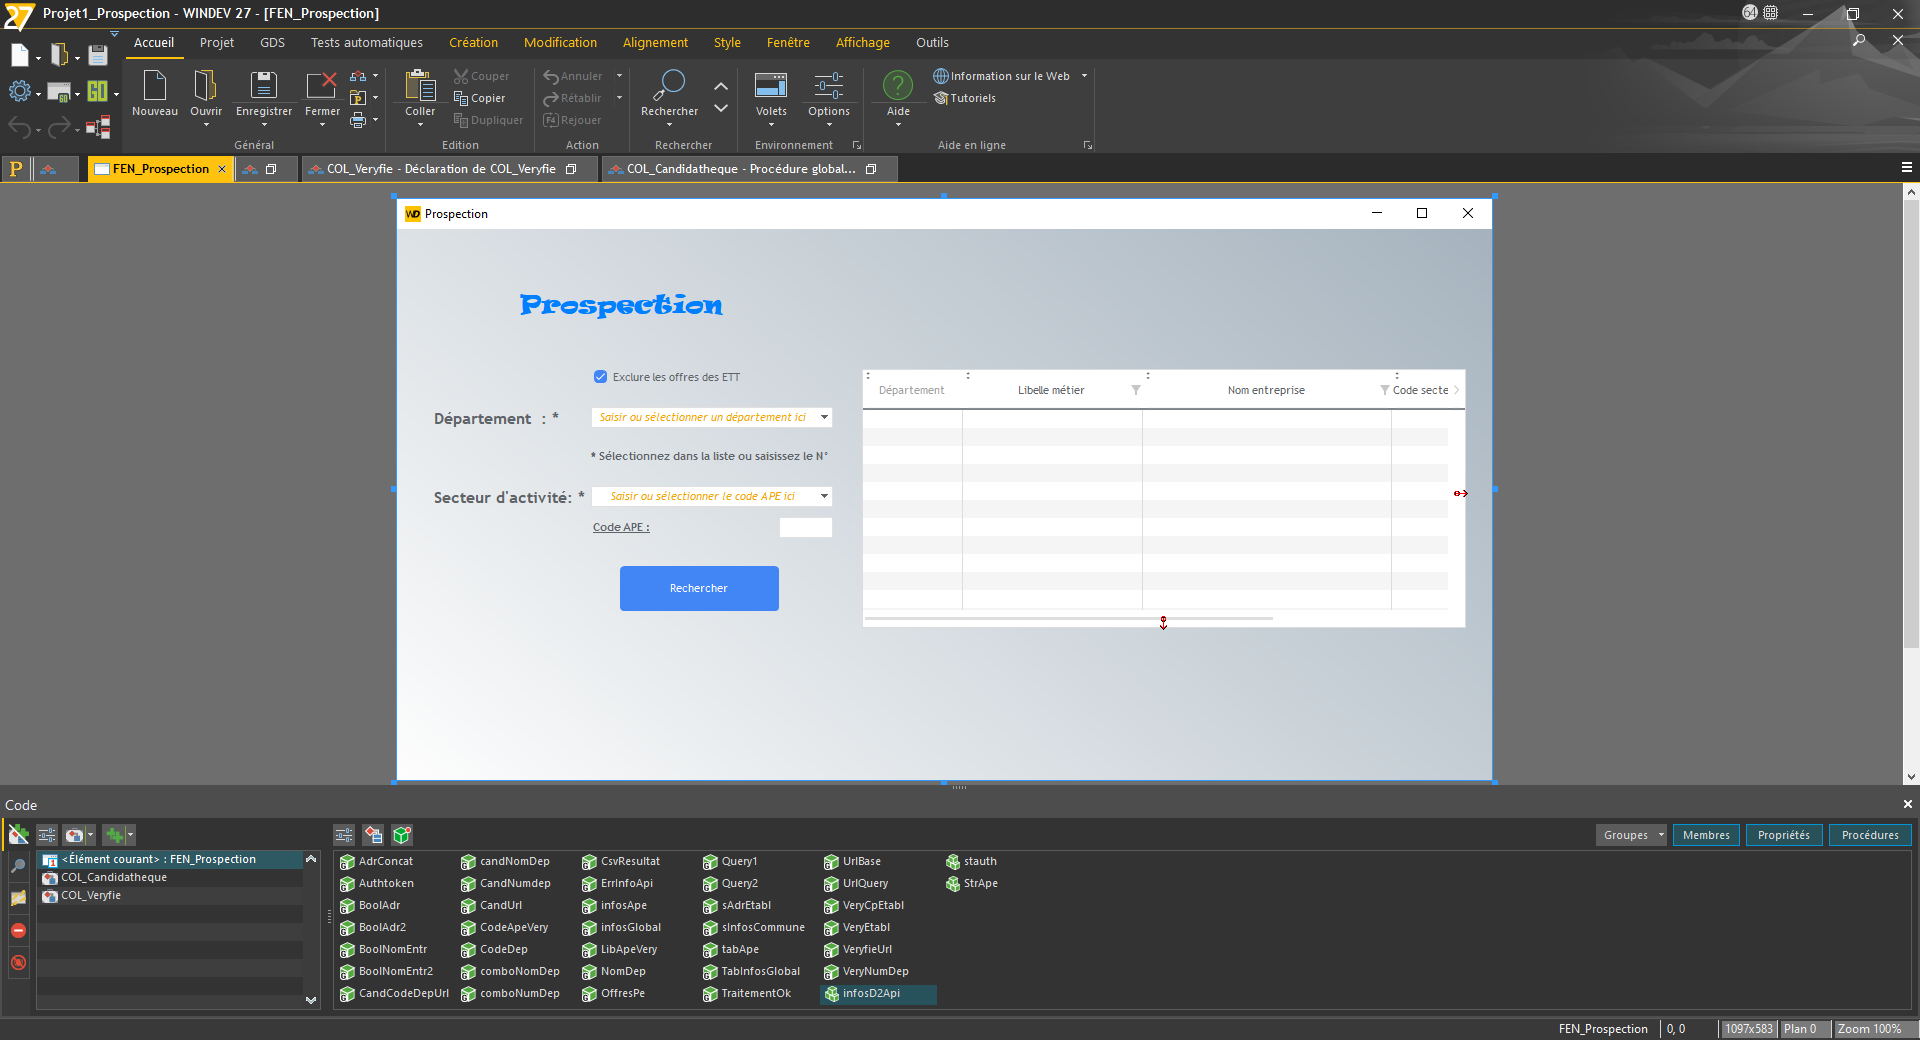 27 Projet1_Prospection - WINDEV 27 - [FEN_Prospection] 64
Accueil Projet GDS Tests automatiques Création Modification Alignement Style Fenêtre Affichage Outils
GO GO
Nouveau Ouvrir Enregistrer Fermer
Général
Coller
Couper
Copier
Dupliquer
Edition
Annuler
Rétablir
F4 Rejouer
Action
Rechercher
Rechercher
Volets Options
Environnement
Aide
Information sur le Web
Tutoriels
Aide en ligne
P FEN_Prospection COL_Veryfie - Déclaration de COL_Veryfie COL_Candidatheque - Procédure global...
WD Prospection
Prospection
Exclure les offres des ETT
Département : * Saisir ou sélectionner un département ici
* Sélectionnez dans la liste ou saisissez le N°
Secteur d'activité: * Saisir ou sélectionner le code APE ici
Code APE :
Rechercher
Département Libelle métier Nom entreprise Code secte
Code
Groupes Membres Propriétés Procédures
<Élément courant> : FEN_Prospection
COL_Candidatheque
COL_Veryfie
AdrConcat candNomDep CsvResultat Query1 UrlBase stauth
Authtoken CandNumdep ErrInfoApi Query2 UrlQuery StrApe
BoolAdr CandUrl infosApe sAdrEtabl VeryCpEtabl
BoolAdr2 CodeApeVery infosGlobal sInfosCommune VeryEtabl
BoolNomEntr CodeDep LibApeVery tabApe VeryfieUrl
BoolNomEntr2 comboNomDep NomDep TabInfosGlobal VeryNumDep
CandCodeDepUrl comboNumDep OffresPe TraitementOk infosD2Api
FEN_Prospection 0, 0 1097x583 Plan 0 Zoom 100%